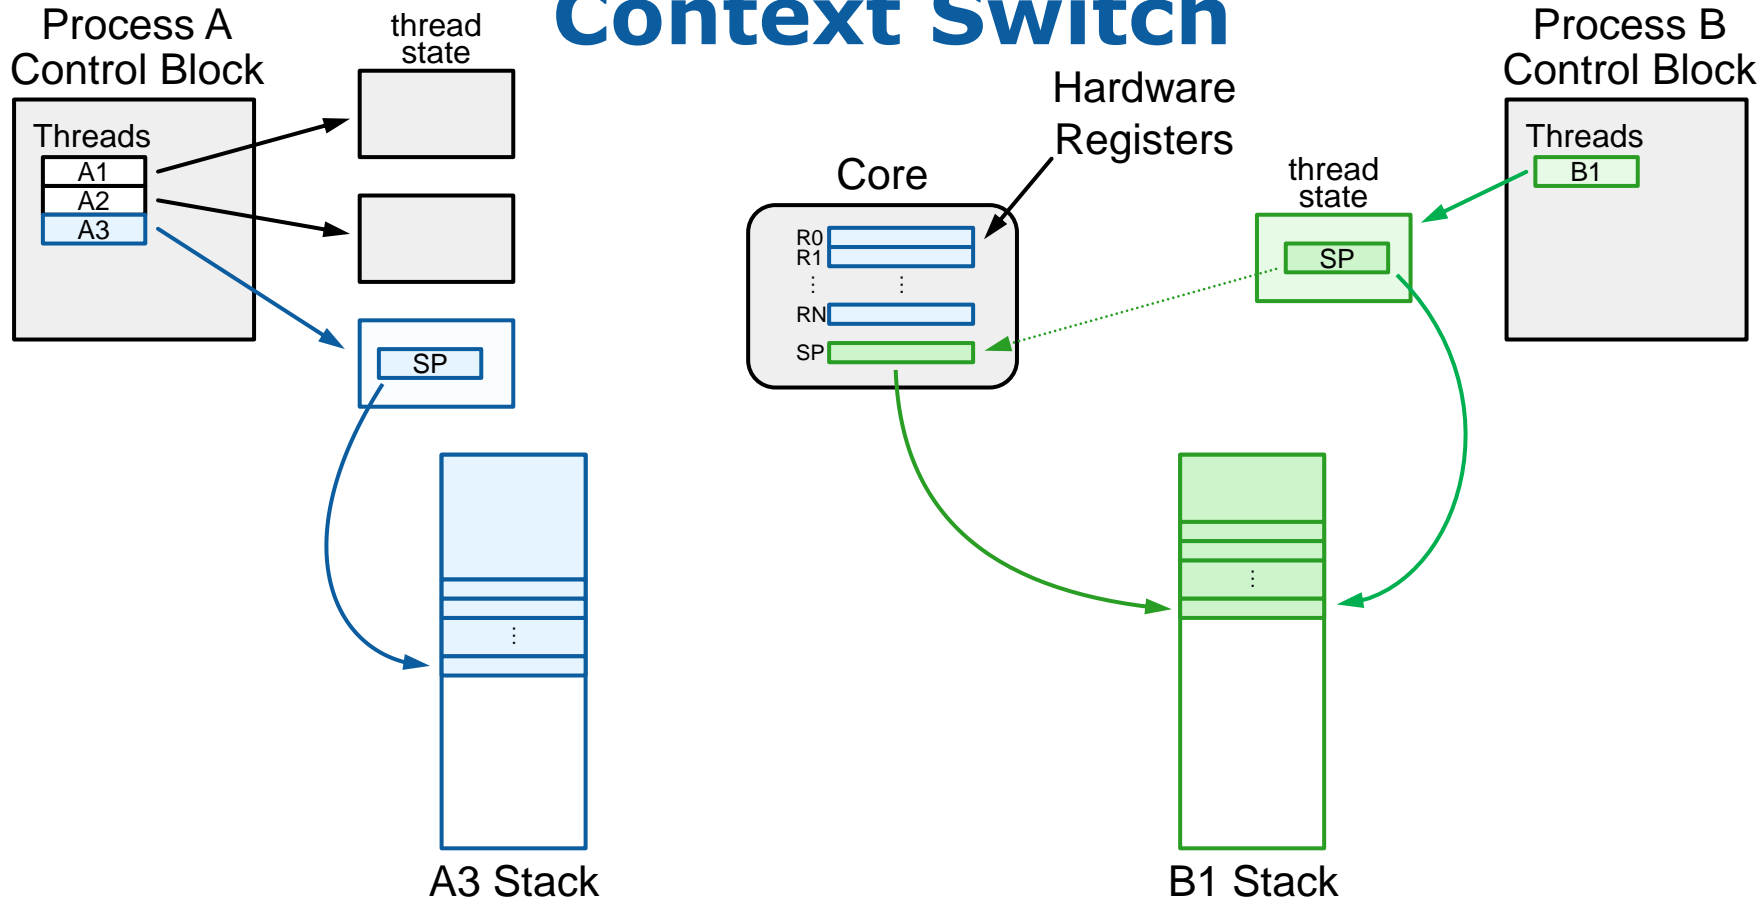 Context Switch
Process A
Control Block
Threads
A1
A2
A3
thread
state
SP
A3 Stack
Core
Hardware
Registers
R0
R1
⋮ ⋮
RN
SP
thread
state
SP
Process B
Control Block
Threads
B1
⋮
⋮
B1 Stack